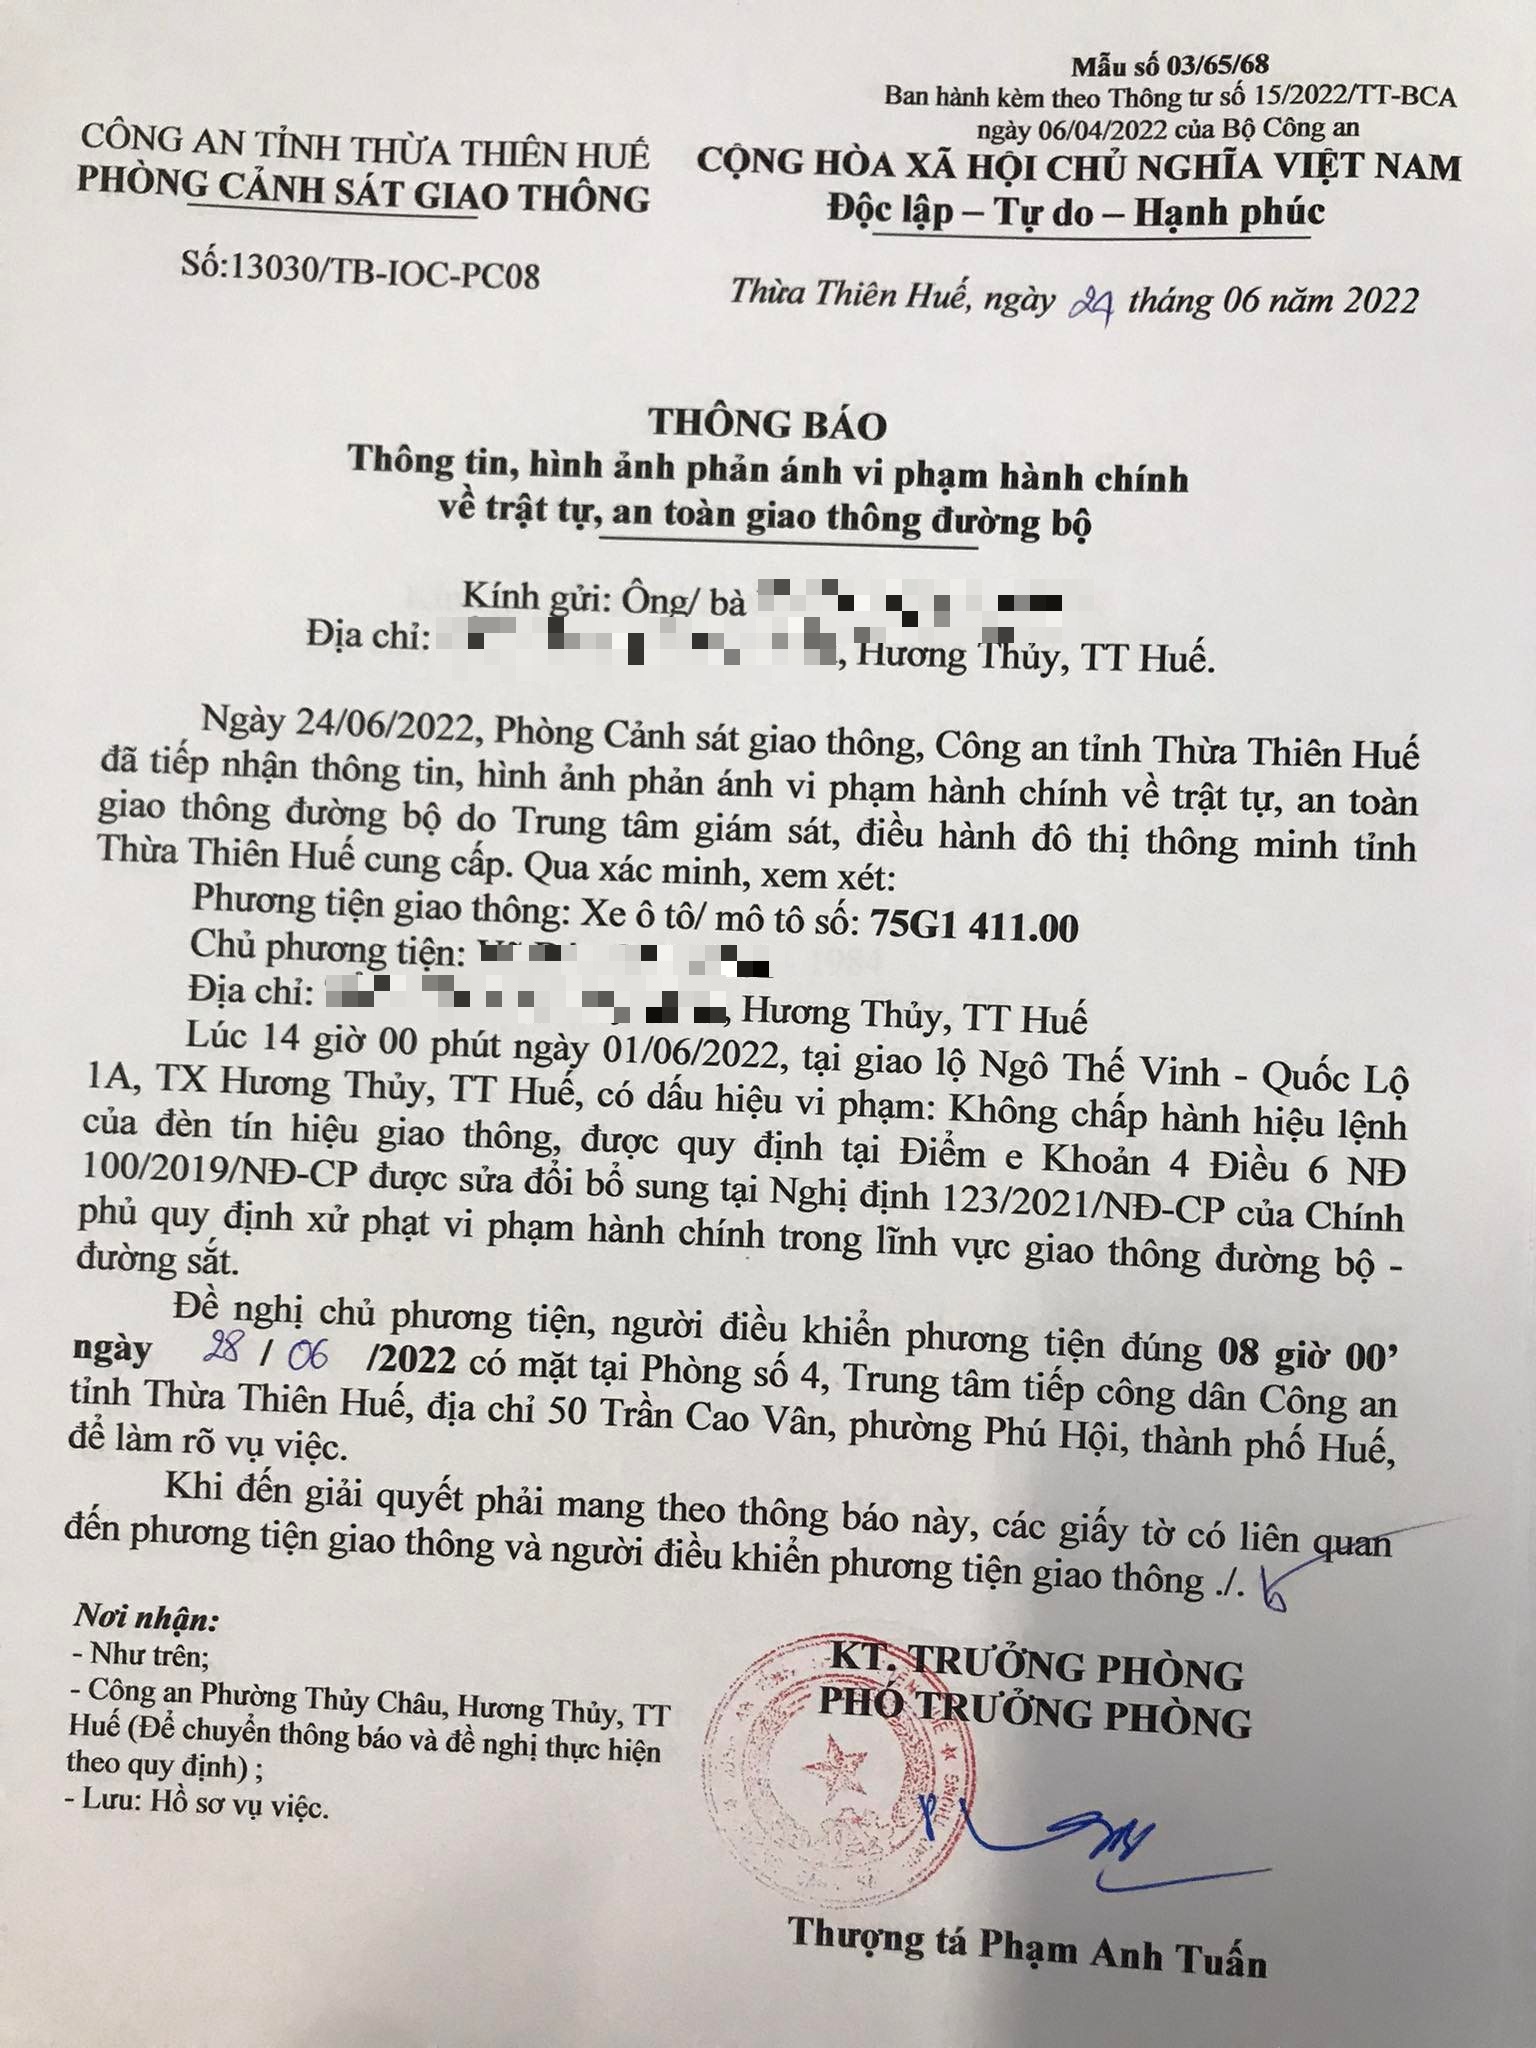 Mẫu số 03/65/68
Ban hành kèm theo Thông tư số 15/2022/TT-BCA
ngày 06/04/2022 của Bộ Công an
CÔNG AN TỈNH THỪA THIÊN HUẾ
PHÒNG CẢNH SÁT GIAO THÔNG
CỘNG HÒA XÃ HỘI CHỦ NGHĨA VIỆT NAM
Độc lập – Tự do – Hạnh phúc
Số:13030/TB-IOC-PC08
Thừa Thiên Huế, ngày 24 tháng 06 năm 2022
THÔNG BÁO
Thông tin, hình ảnh phản ánh vi phạm hành chính
về trật tự, an toàn giao thông đường bộ
Kính gửi: Ông/ bà
Địa chỉ: , Hương Thủy, TT Huế.
Ngày 24/06/2022, Phòng Cảnh sát giao thông, Công an tỉnh Thừa Thiên Huế
đã tiếp nhận thông tin, hình ảnh phản ánh vi phạm hành chính về trật tự, an toàn
giao thông đường bộ do Trung tâm giám sát, điều hành đô thị thông minh tỉnh
Thừa Thiên Huế cung cấp. Qua xác minh, xem xét:
Phương tiện giao thông: Xe ô tô/ mô tô số: 75G1 411.00
Chủ phương tiện:
Địa chỉ: , Hương Thủy, TT Huế
Lúc 14 giờ 00 phút ngày 01/06/2022, tại giao lộ Ngô Thế Vinh - Quốc Lộ
1A, TX Hương Thủy, TT Huế, có dấu hiệu vi phạm: Không chấp hành hiệu lệnh
của đèn tín hiệu giao thông, được quy định tại Điểm e Khoản 4 Điều 6 NĐ
100/2019/NĐ-CP được sửa đổi bổ sung tại Nghị định 123/2021/NĐ-CP của Chính
phủ quy định xử phạt vi phạm hành chính trong lĩnh vực giao thông đường bộ -
đường sắt.
Đề nghị chủ phương tiện, người điều khiển phương tiện đúng 08 giờ 00’
ngày 28 / 06 /2022 có mặt tại Phòng số 4, Trung tâm tiếp công dân Công an
tỉnh Thừa Thiên Huế, địa chỉ 50 Trần Cao Vân, phường Phú Hội, thành phố Huế,
để làm rõ vụ việc.
Khi đến giải quyết phải mang theo thông báo này, các giấy tờ có liên quan
đến phương tiện giao thông và người điều khiển phương tiện giao thông ./.
Nơi nhận:
- Như trên;
- Công an Phường Thủy Châu, Hương Thủy, TT
Huế (Để chuyển thông báo và đề nghị thực hiện
theo quy định) ;
- Lưu: Hồ sơ vụ việc.
KT. TRƯỞNG PHÒNG
PHÓ TRƯỞNG PHÒNG
Thượng tá Phạm Anh Tuấn